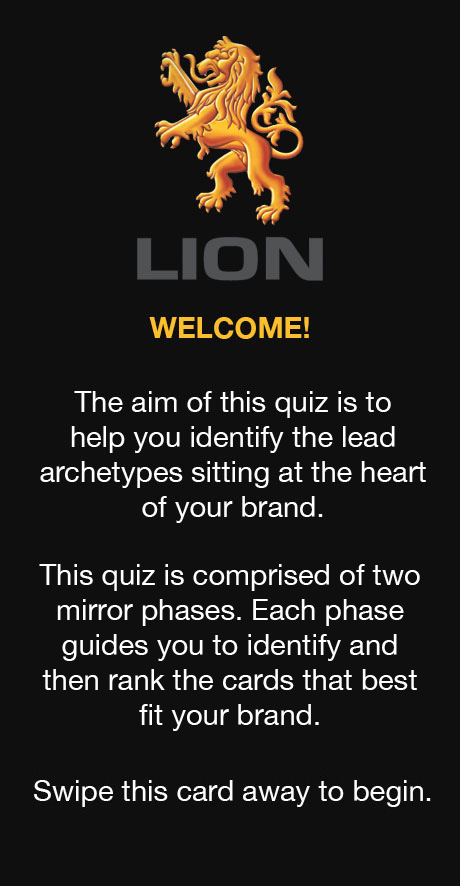 LION
WELCOME!
The aim of this quiz is to
help you identify the lead
archetypes sitting at the heart
of your brand.
This quiz is comprised of two
mirror phases. Each phase
guides you to identify and
then rank the cards that best
fit your brand.
Swipe this card away to begin.